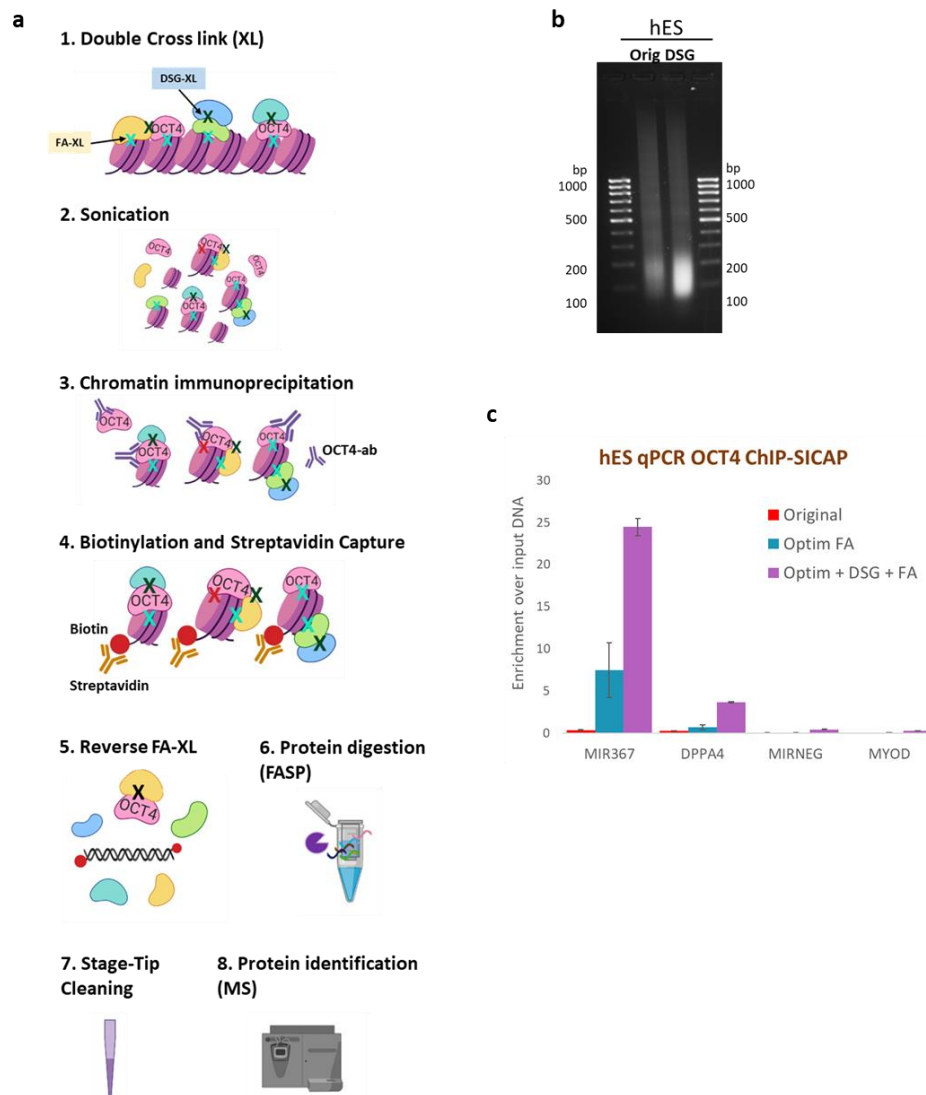 a
1. Double Cross link (XL)
DSG-XL
FA-XL
OCT4
OCT4
2. Sonication
OCT4
OCT4
OCT4
OCT4
OCT4
3. Chromatin immunoprecipitation
OCT4
OCT4
OCT4
OCT4
OCT4-ab
4. Biotinylation and Streptavidin Capture
OCT4
OCT4
OCT4
Biotin
Streptavidin
5. Reverse FA-XL
OCT4
6. Protein digestion
(FASP)
7. Stage-Tip
Cleaning
8. Protein identification
(MS)
b
hES
Orig DSG
bp
1000
500
200
100
bp
1000
500
200
100
c
hES qPCR OCT4 ChIP-SICAP
Enrichment over input DNA
30
25
20
15
10
5
0
Original
Optim FA
Optim + DSG + FA
MIR367
DPPA4
MIRNEG
MYOD